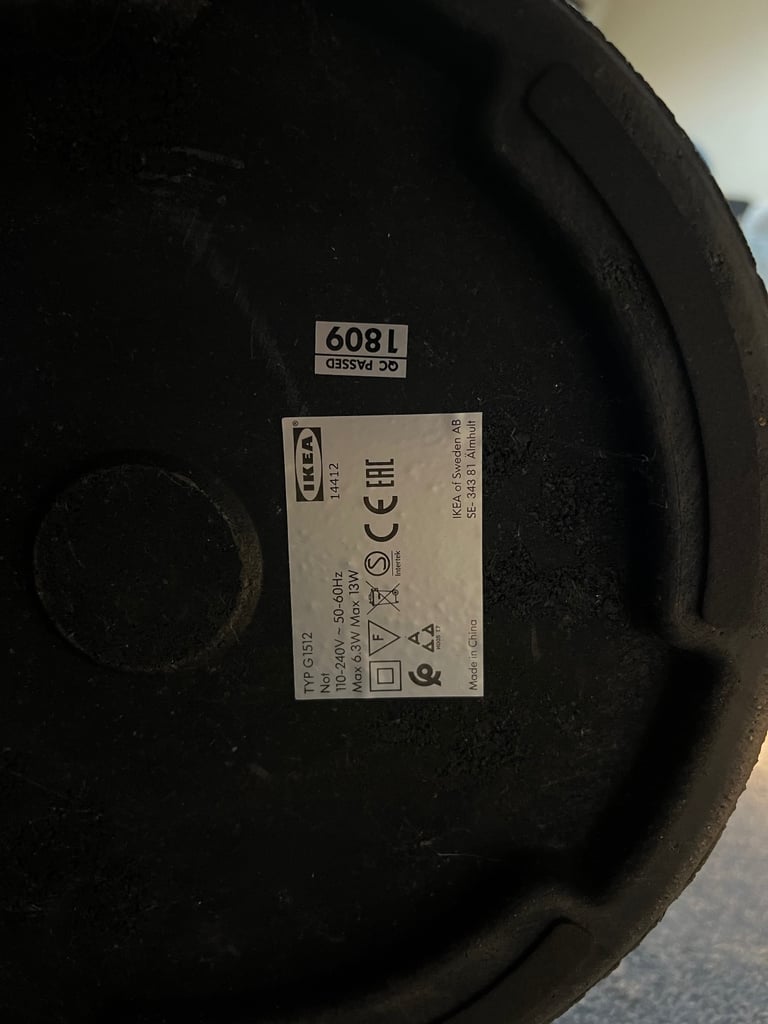 QC PASSED
1809
IKEA®
14412
TYP G1512
Not
110-240V ~ 50-60Hz
Max 6.3W Max 13W
F
S
Intertek
CE EAC
Made in China
IKEA of Sweden AB
SE- 343 81 Älmhult